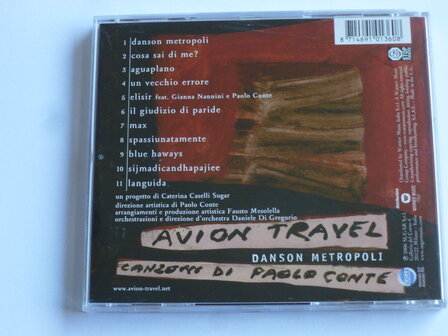 1 danson metropoli
2 cosa sai di me?
3 aguaplano
4 un vecchio errore
5 elisir feat. Gianna Nannini e Paolo Conte
6 il giudizio di paride
7 max
8 spassiunatamente
9 blue haways
10 sijmadicandhapajiee
11 languida
un progetto di Caterina Caselli Sugar
direzione artistica di Paolo Conte
arrangiamenti e produzione artistica Fausto Mesolella
orchestrazioni e direzione d'orchestra Daniele Di Gregorio
www.avion-travel.net
AVION TRAVEL
DANSON METROPOLI
CANZONI DI PAOLO CONTE
8 714691 013608